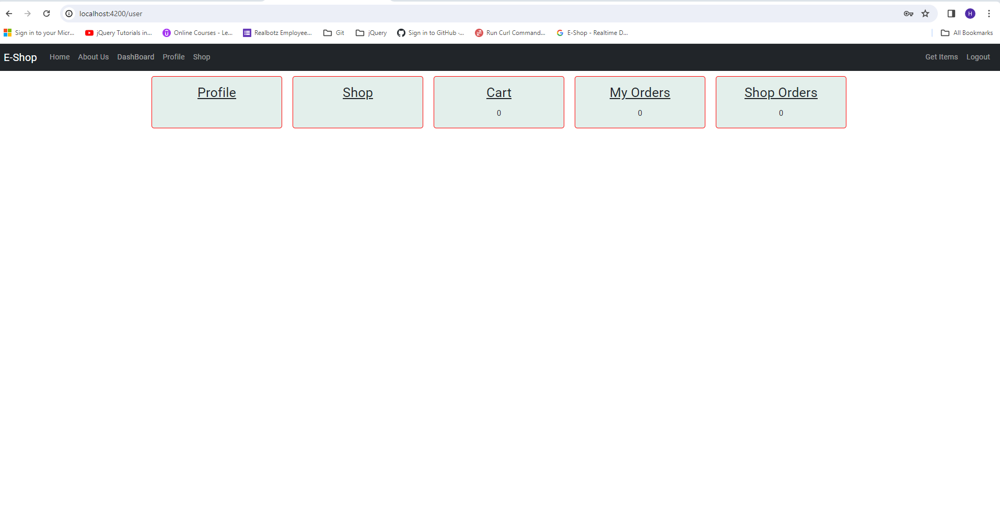 localhost:4200/user
H
Sign in to your Micr... jQuery Tutorials in... Online Courses - Le... Realbotz Employee... Git jQuery Sign in to GitHub ·... Run Curl Command... E-Shop - Realtime D... All Bookmarks
E-Shop Home About Us DashBoard Profile Shop Get Items Logout
Profile Shop Cart My Orders Shop Orders
0 0 0